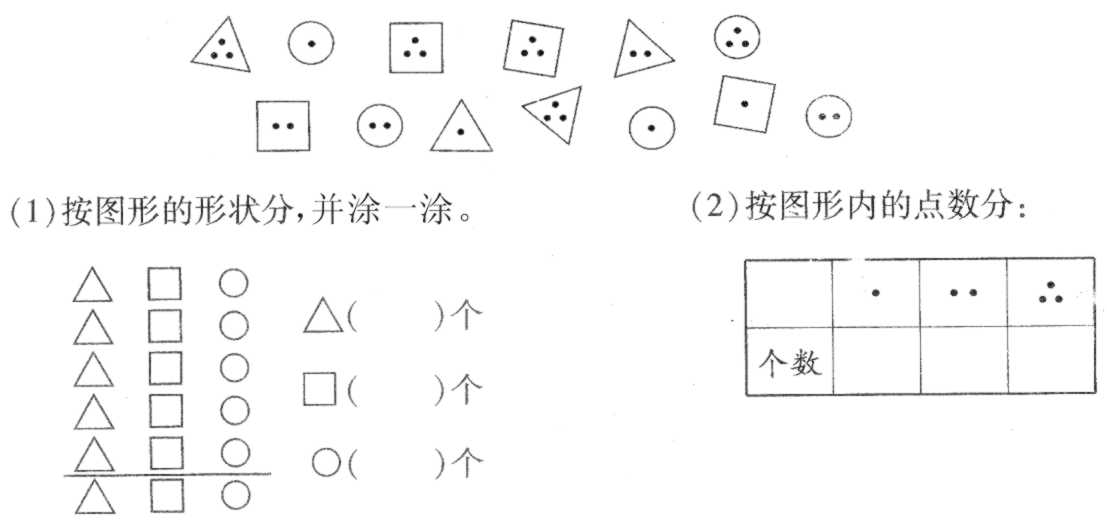 (1)按图形的形状分,并涂一涂。
(2)按图形内的点数分:
△( )个
□( )个
○( )个
个数